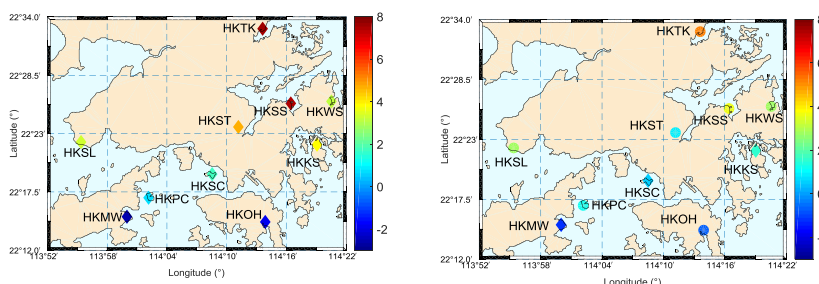 22°34.0'
22°28.5'
22°23.0'
22°17.5'
22°12.0'
113°52'
113°58'
114°04'
114°10'
114°16'
114°22'
Latitude (°)
Longitude (°)
HKTK
HKWS
HKSS
HKST
HKKS
HKSL
HKSC
HKPC
HKMW
HKOH
8
6
4
2
0
-2
22°34.0'
22°28.5'
22°23.0'
22°17.5'
22°12.0'
113°52'
113°58'
114°04'
114°10'
114°16'
114°22'
Latitude (°)
Longitude (°)
HKTK
HKWS
HKSS
HKST
HKKS
HKSL
HKSC
HKPC
HKMW
HKOH